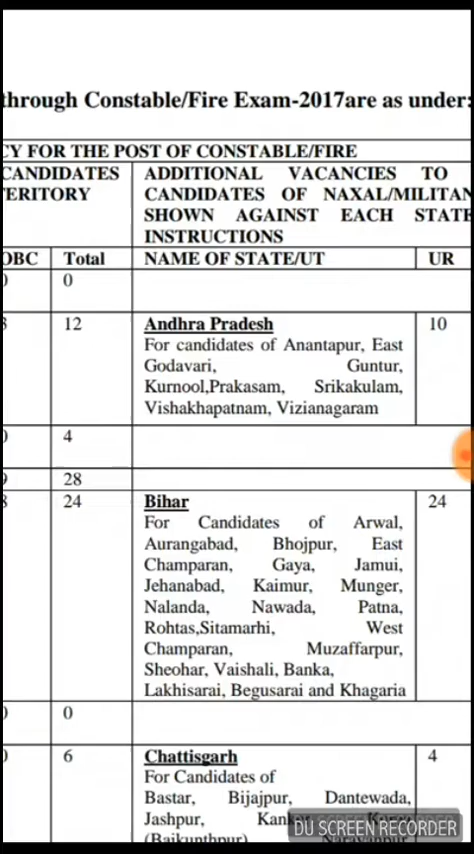 through Constable/Fire Exam-2017are as under:
CY FOR THE POST OF CONSTABLE/FIRE
CANDIDATES
TERITORY
ADDITIONAL VACANCIES TO
CANDIDATES OF NAXAL/MILITAN
SHOWN AGAINST EACH STATE
INSTRUCTIONS
OBC Total NAME OF STATE/UT UR
0
12 Andhra Pradesh 10
For candidates of Anantapur, East
Godavari, Guntur,
Kurnool,Prakasam, Srikakulam,
Vishakhapatnam, Vizianagaram
4
28
24 Bihar 24
For Candidates of Arwal,
Aurangabad, Bhojpur, East
Champaran, Gaya, Jamui,
Jehanabad, Kaimur, Munger,
Nalanda, Nawada, Patna,
Rohtas,Sitamarhi, West
Champaran, Muzaffarpur,
Sheohar, Vaishali, Banka,
Lakhisarai, Begusarai and Khagaria
0
6 Chattisgarh 4
For Candidates of
Bastar, Bijajpur, Dantewada,
Jashpur,
(Baikunthpur)
DU SCREEN RECORDER